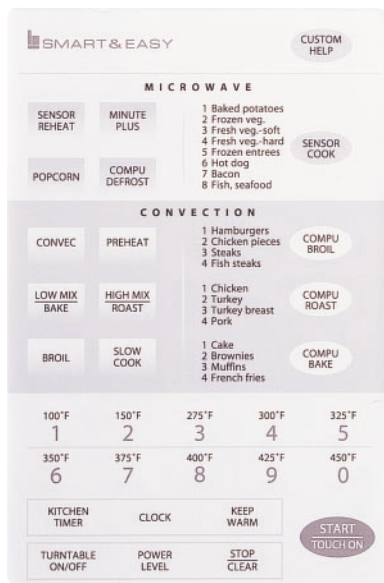 SMART & EASY
CUSTOM
HELP
MICROWAVE
SENSOR
REHEAT
MINUTE
PLUS
POPCORN
COMPU
DEFROST
1 Baked potatoes
2 Frozen veg.
3 Fresh veg.-soft
4 Fresh veg.-hard
5 Frozen entrees
6 Hot dog
7 Bacon
8 Fish, seafood
SENSOR
COOK
CONVECTION
CONVEC
PREHEAT
1 Hamburgers
2 Chicken pieces
3 Steaks
4 Fish steaks
COMPU
BROIL
LOW MIX
BAKE
HIGH MIX
ROAST
1 Chicken
2 Turkey
3 Turkey breast
4 Pork
COMPU
ROAST
BROIL
SLOW
COOK
1 Cake
2 Brownies
3 Muffins
4 French fries
COMPU
BAKE
100°F 150°F 275°F 300°F 325°F
1 2 3 4 5
350°F 375°F 400°F 425°F 450°F
6 7 8 9 0
KITCHEN
TIMER
CLOCK
KEEP
WARM
TURNTABLE
ON/OFF
POWER
LEVEL
STOP
CLEAR
START
TOUCH ON